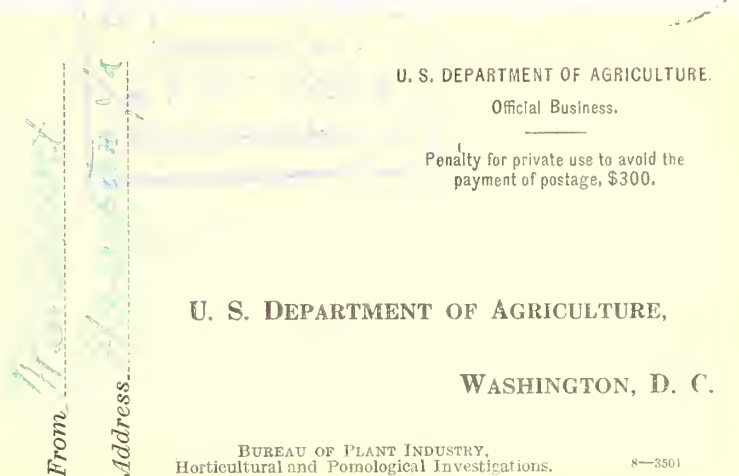 U. S. DEPARTMENT OF AGRICULTURE.
Official Business.
Penalty for private use to avoid the
payment of postage, $300.
U. S. DEPARTMENT OF AGRICULTURE,
WASHINGTON, D. C.
BUREAU OF PLANT INDUSTRY,
Horticultural and Pomological Investigations.
8—3501
From
Address